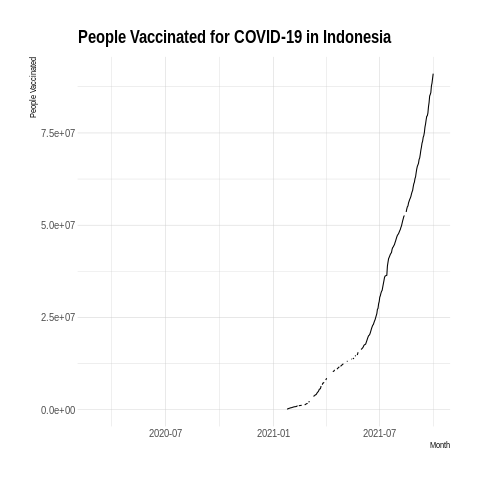 People Vaccinated for COVID-19 in Indonesia
People Vaccinated
7.5e+07
5.0e+07
2.5e+07
0.0e+00
2020-07
2021-01
2021-07
Month